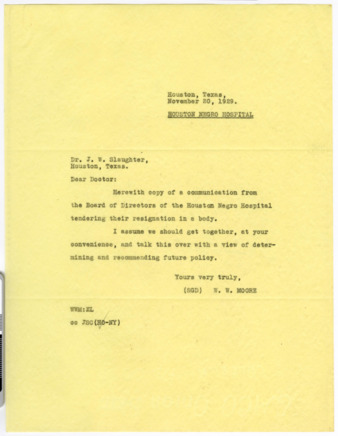 Houston, Texas,
November 20, 1929.
HOUSTON NEGRO HOSPITAL
Dr. J. W. Slaughter,
Houston, Texas.
Dear Doctor:
Herewith copy of a communication from
the Board of Directors of the Houston Negro Hospital
tendering their resignation in a body.
I assume we should get together, at your
convenience, and talk this over with a view of deter-
mining and recommending future policy.
Yours very truly,
(SGD) W. W. MOORE
WWM:KL
cc JSC(HO-NY)